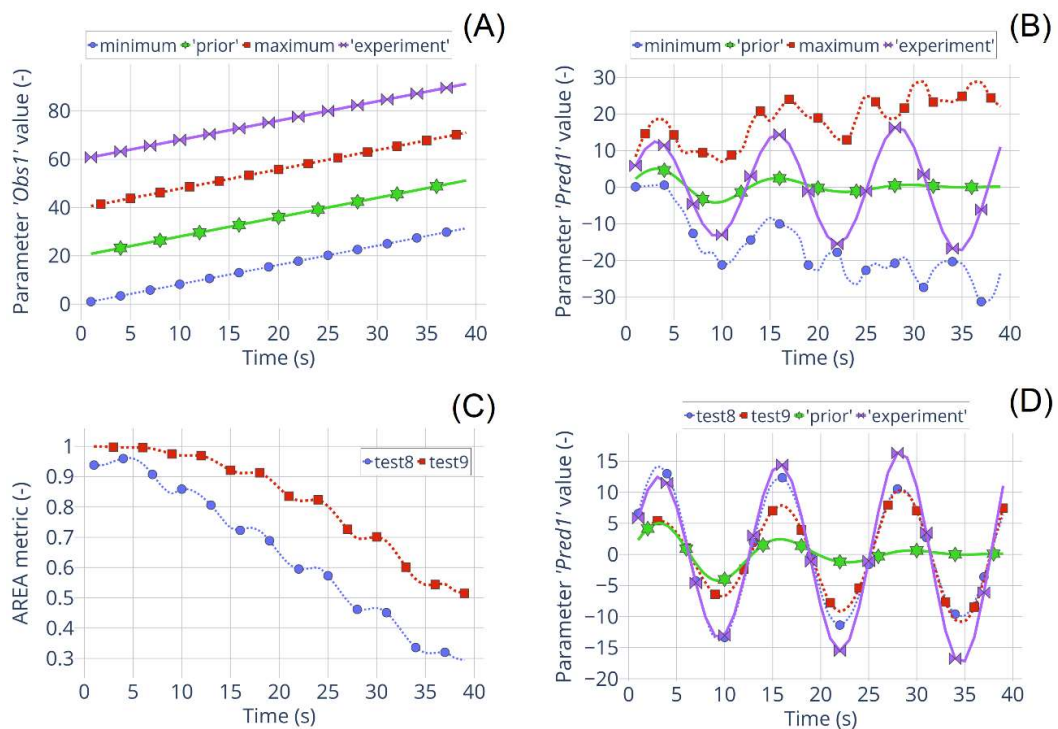 (A)
minimum 'prior' maximum 'experiment'
Parameter 'Obs1' value (-)
80
60
40
20
0
0 5 10 15 20 25 30 35 40
Time (s)
(B)
minimum 'prior' maximum 'experiment'
Parameter 'Pred1' value (-)
30
20
10
0
−10
−20
−30
0 5 10 15 20 25 30 35 40
Time (s)
(C)
AREA metric (-)
test8 test9
1
0.9
0.8
0.7
0.6
0.5
0.4
0.3
0 5 10 15 20 25 30 35 40
Time (s)
(D)
test8 test9 'prior' 'experiment'
Parameter 'Pred1' value (-)
15
10
5
0
−5
−10
−15
−20
0 5 10 15 20 25 30 35 40
Time (s)